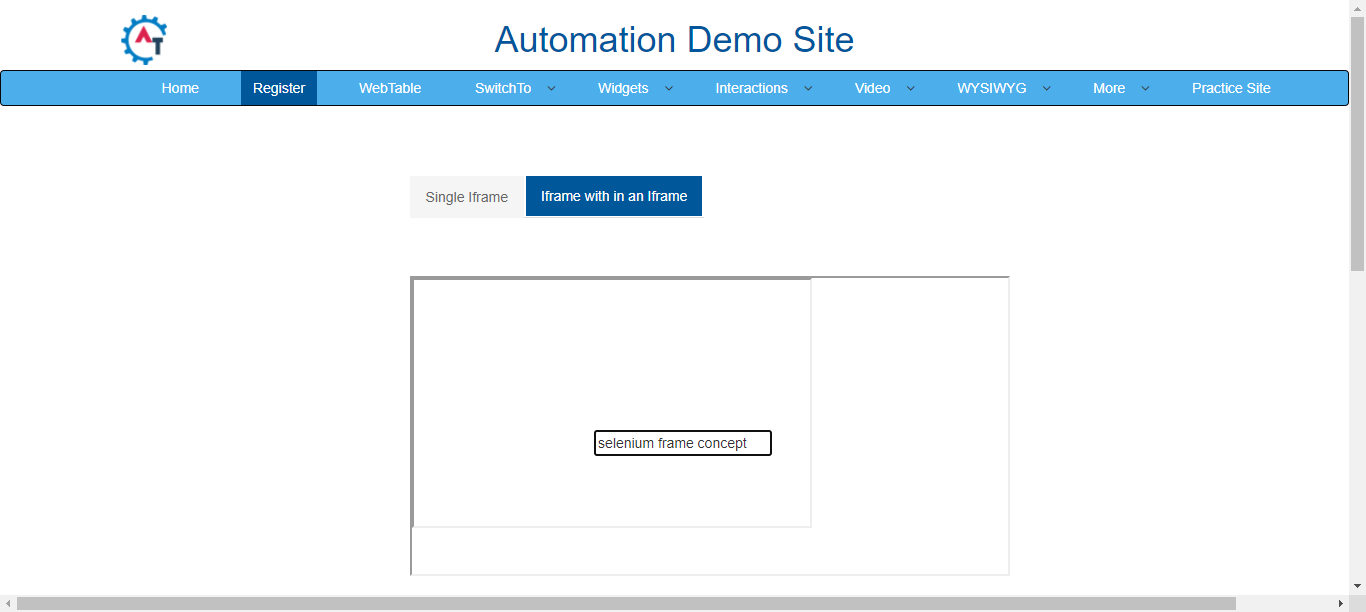 AT
Automation Demo Site
Home Register WebTable SwitchTo Widgets Interactions Video WYSIWYG More Practice Site
Single Iframe Iframe with in an Iframe
selenium frame concept